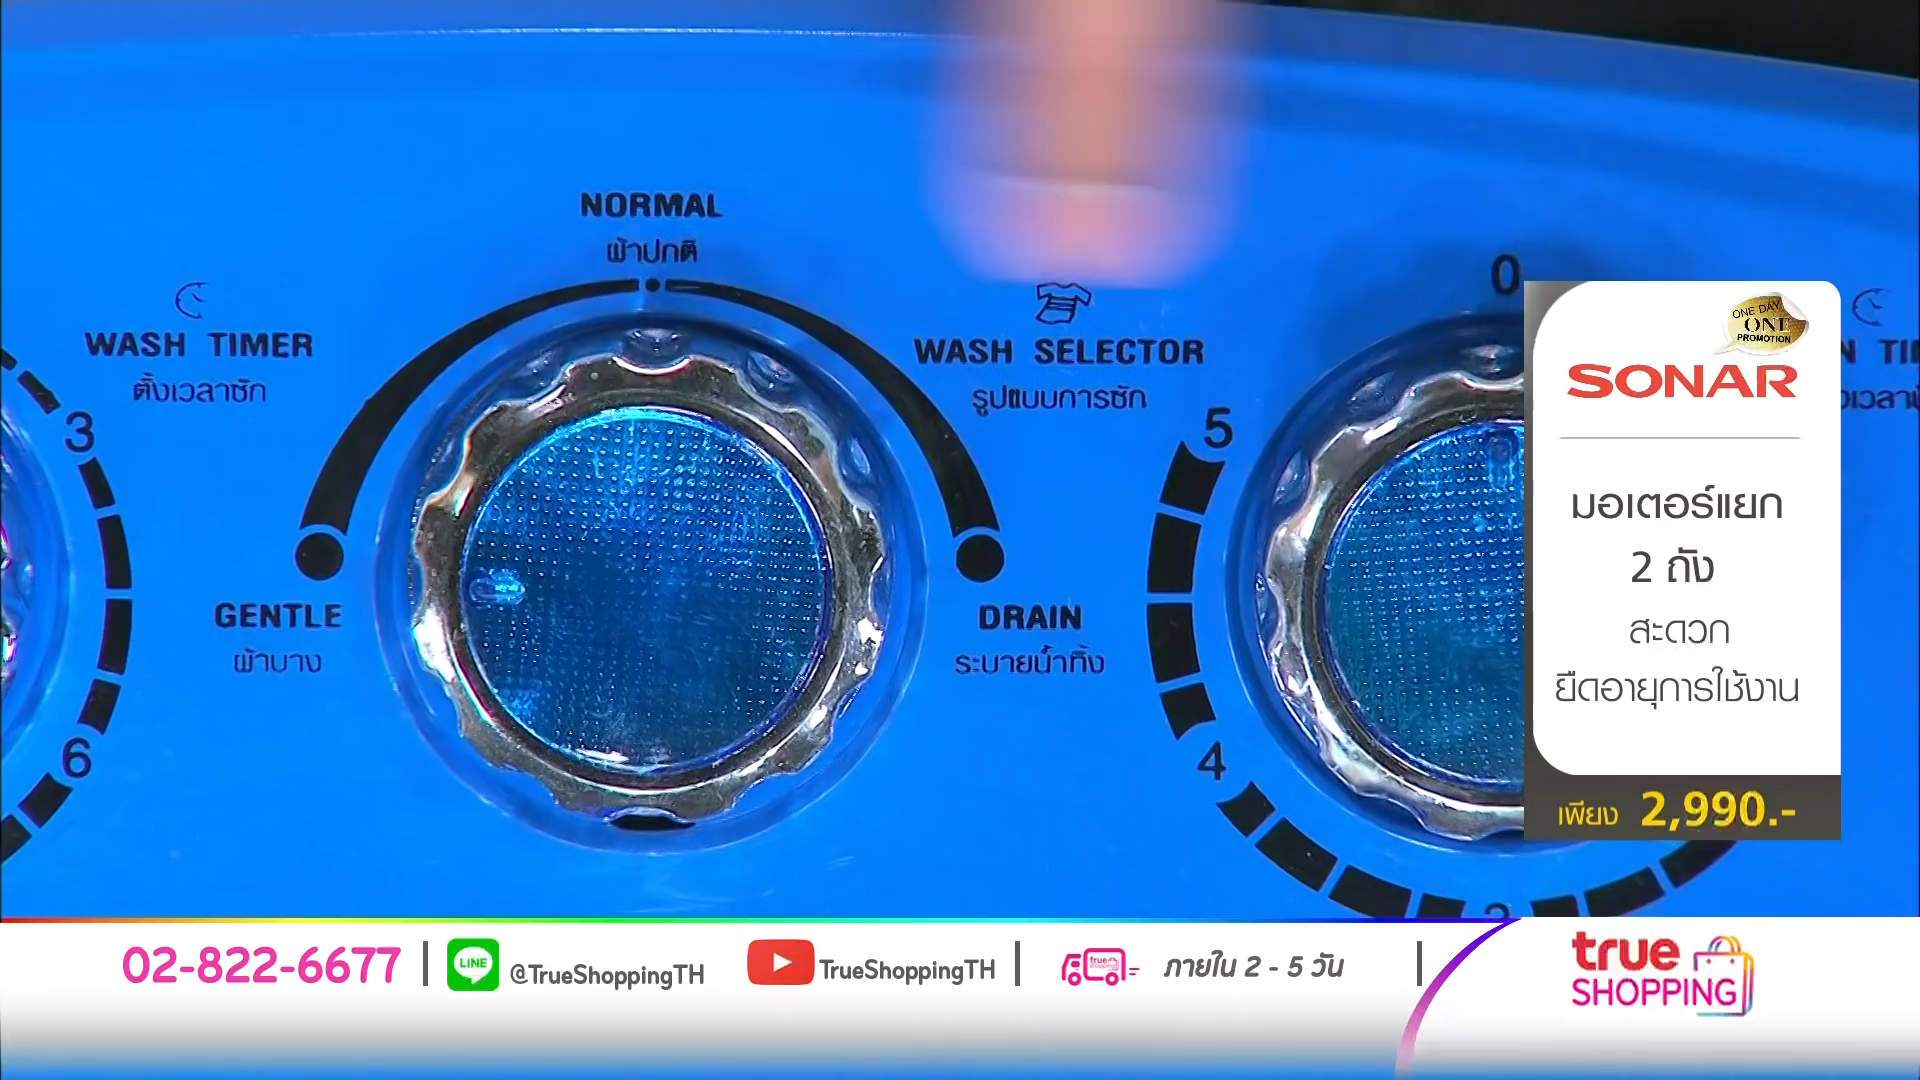 NORMAL
ผ้าปกติ
WASH TIMER
ตั้งเวลาซัก
WASH SELECTOR
รูปแบบการซัก
GENTLE
ผ้าบาง
DRAIN
ระบายน้ำทิ้ง
3
6
0
5
4
ONE DAY
ONE
PROMOTION
SONAR
มอเตอร์แยก
2 ถัง
สะดวก
ยืดอายุการใช้งาน
เพียง 2,990.-
02-822-6677
LINE
@TrueShoppingTH
TrueShoppingTH
ภายใน 2 - 5 วัน
true
SHOPPING